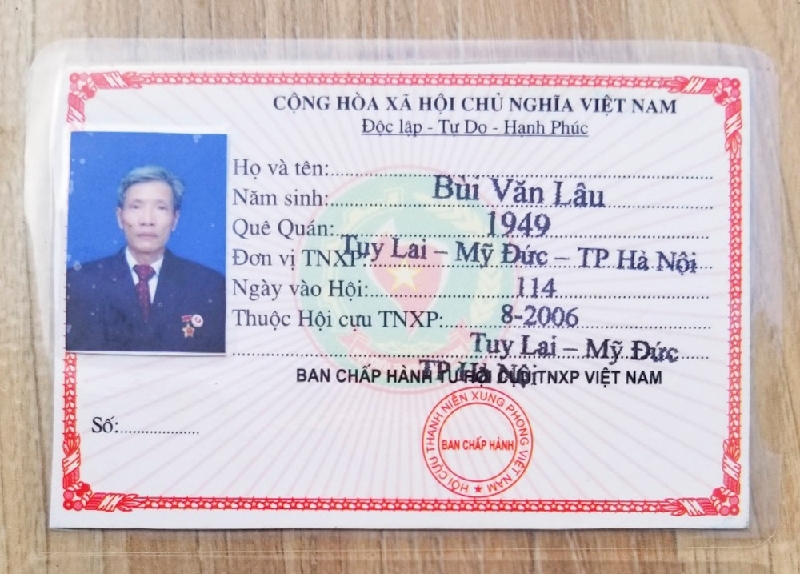 CỘNG HÒA XÃ HỘI CHỦ NGHĨA VIỆT NAM
Độc lập - Tự Do - Hạnh Phúc
Họ và tên:
Bùi Văn Lâu
Năm sinh:
1949
Quê Quán:
Tuy Lai – Mỹ Đức – TP Hà Nội
Đơn vị TNXP:
114
Ngày vào Hội:
8-2006
Thuộc Hội cựu TNXP:
Tuy Lai – Mỹ Đức
TP Hà Nội
BAN CHẤP HÀNH TƯ HỘI CỰU TNXP VIỆT NAM
Số:
HỘI CỰU THANH NIÊN XUNG PHONG VIỆT NAM
BAN CHẤP HÀNH